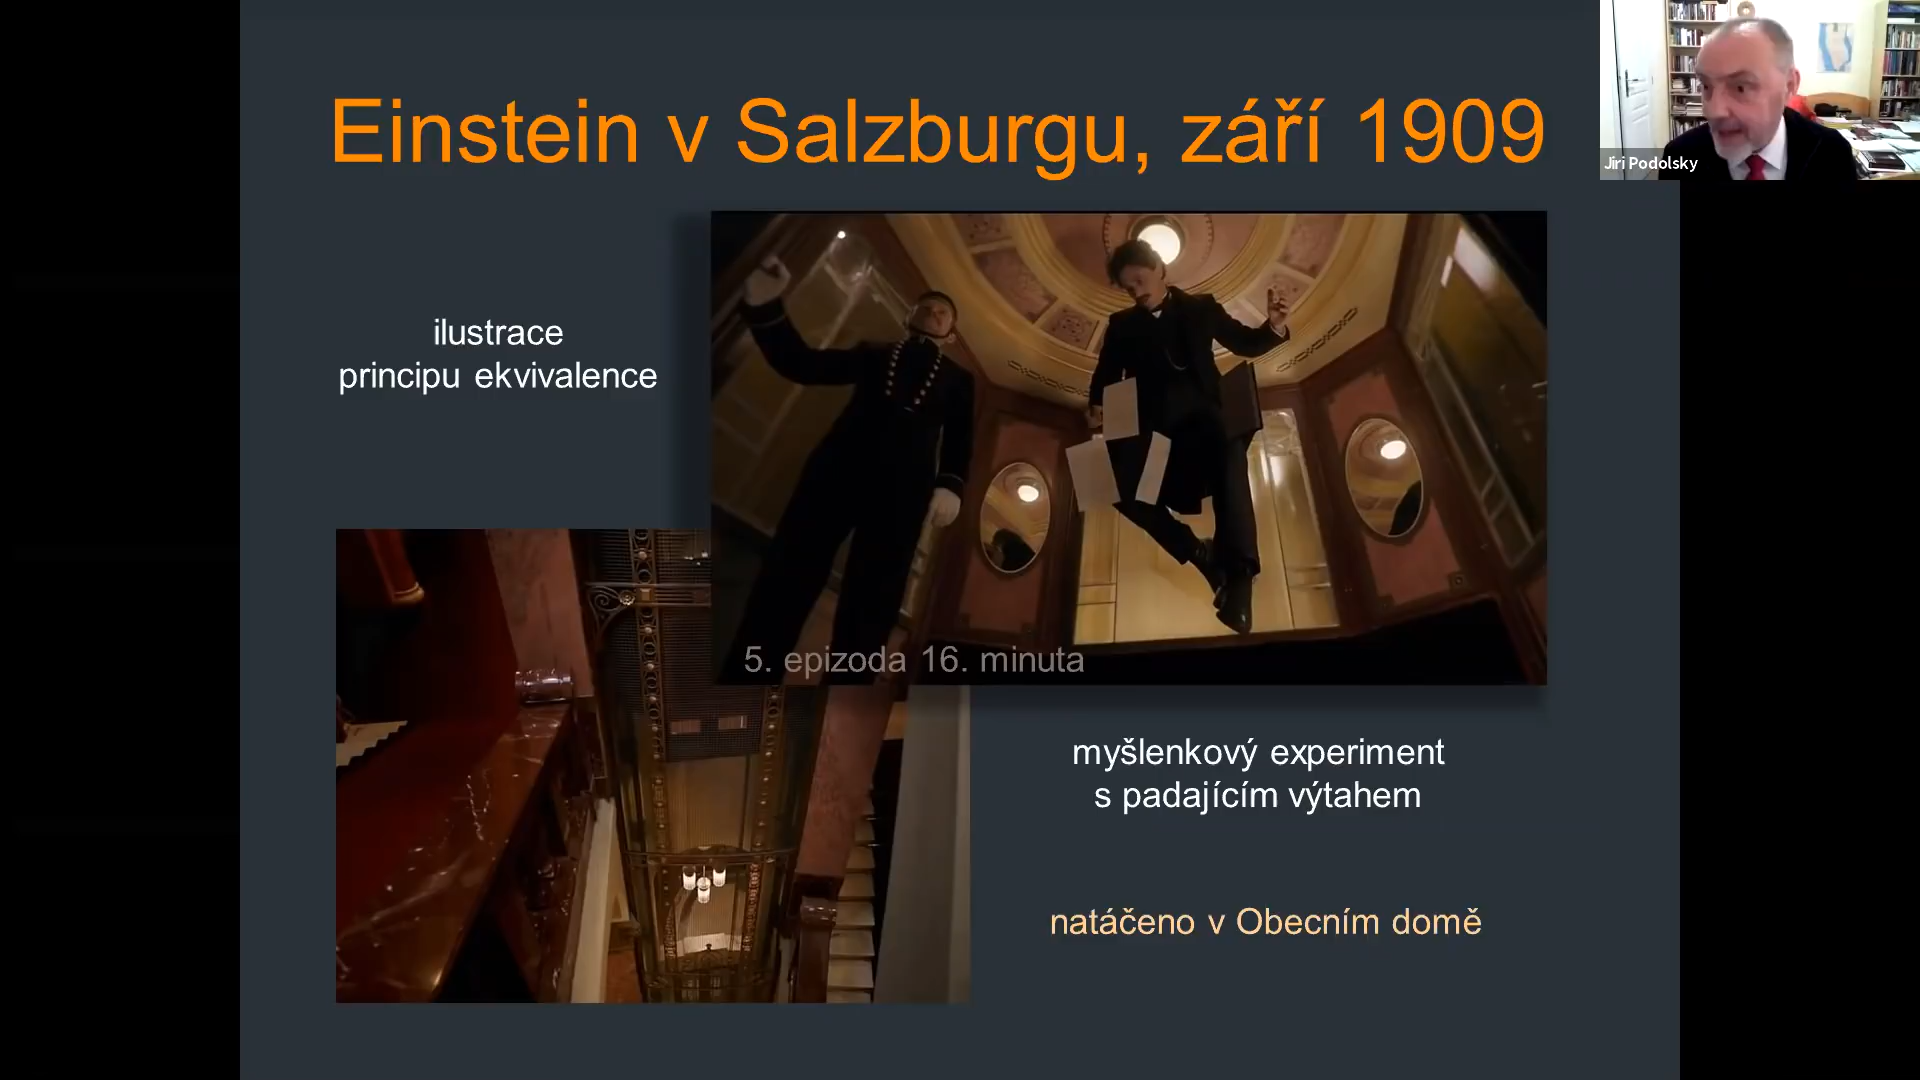 Einstein v Salzburgu, září 1909
Jiri Podolsky
ilustrace
principu ekvivalence
5. epizoda 16. minuta
myšlenkový experiment
s padajícím výtahem
natáčeno v Obecním domě